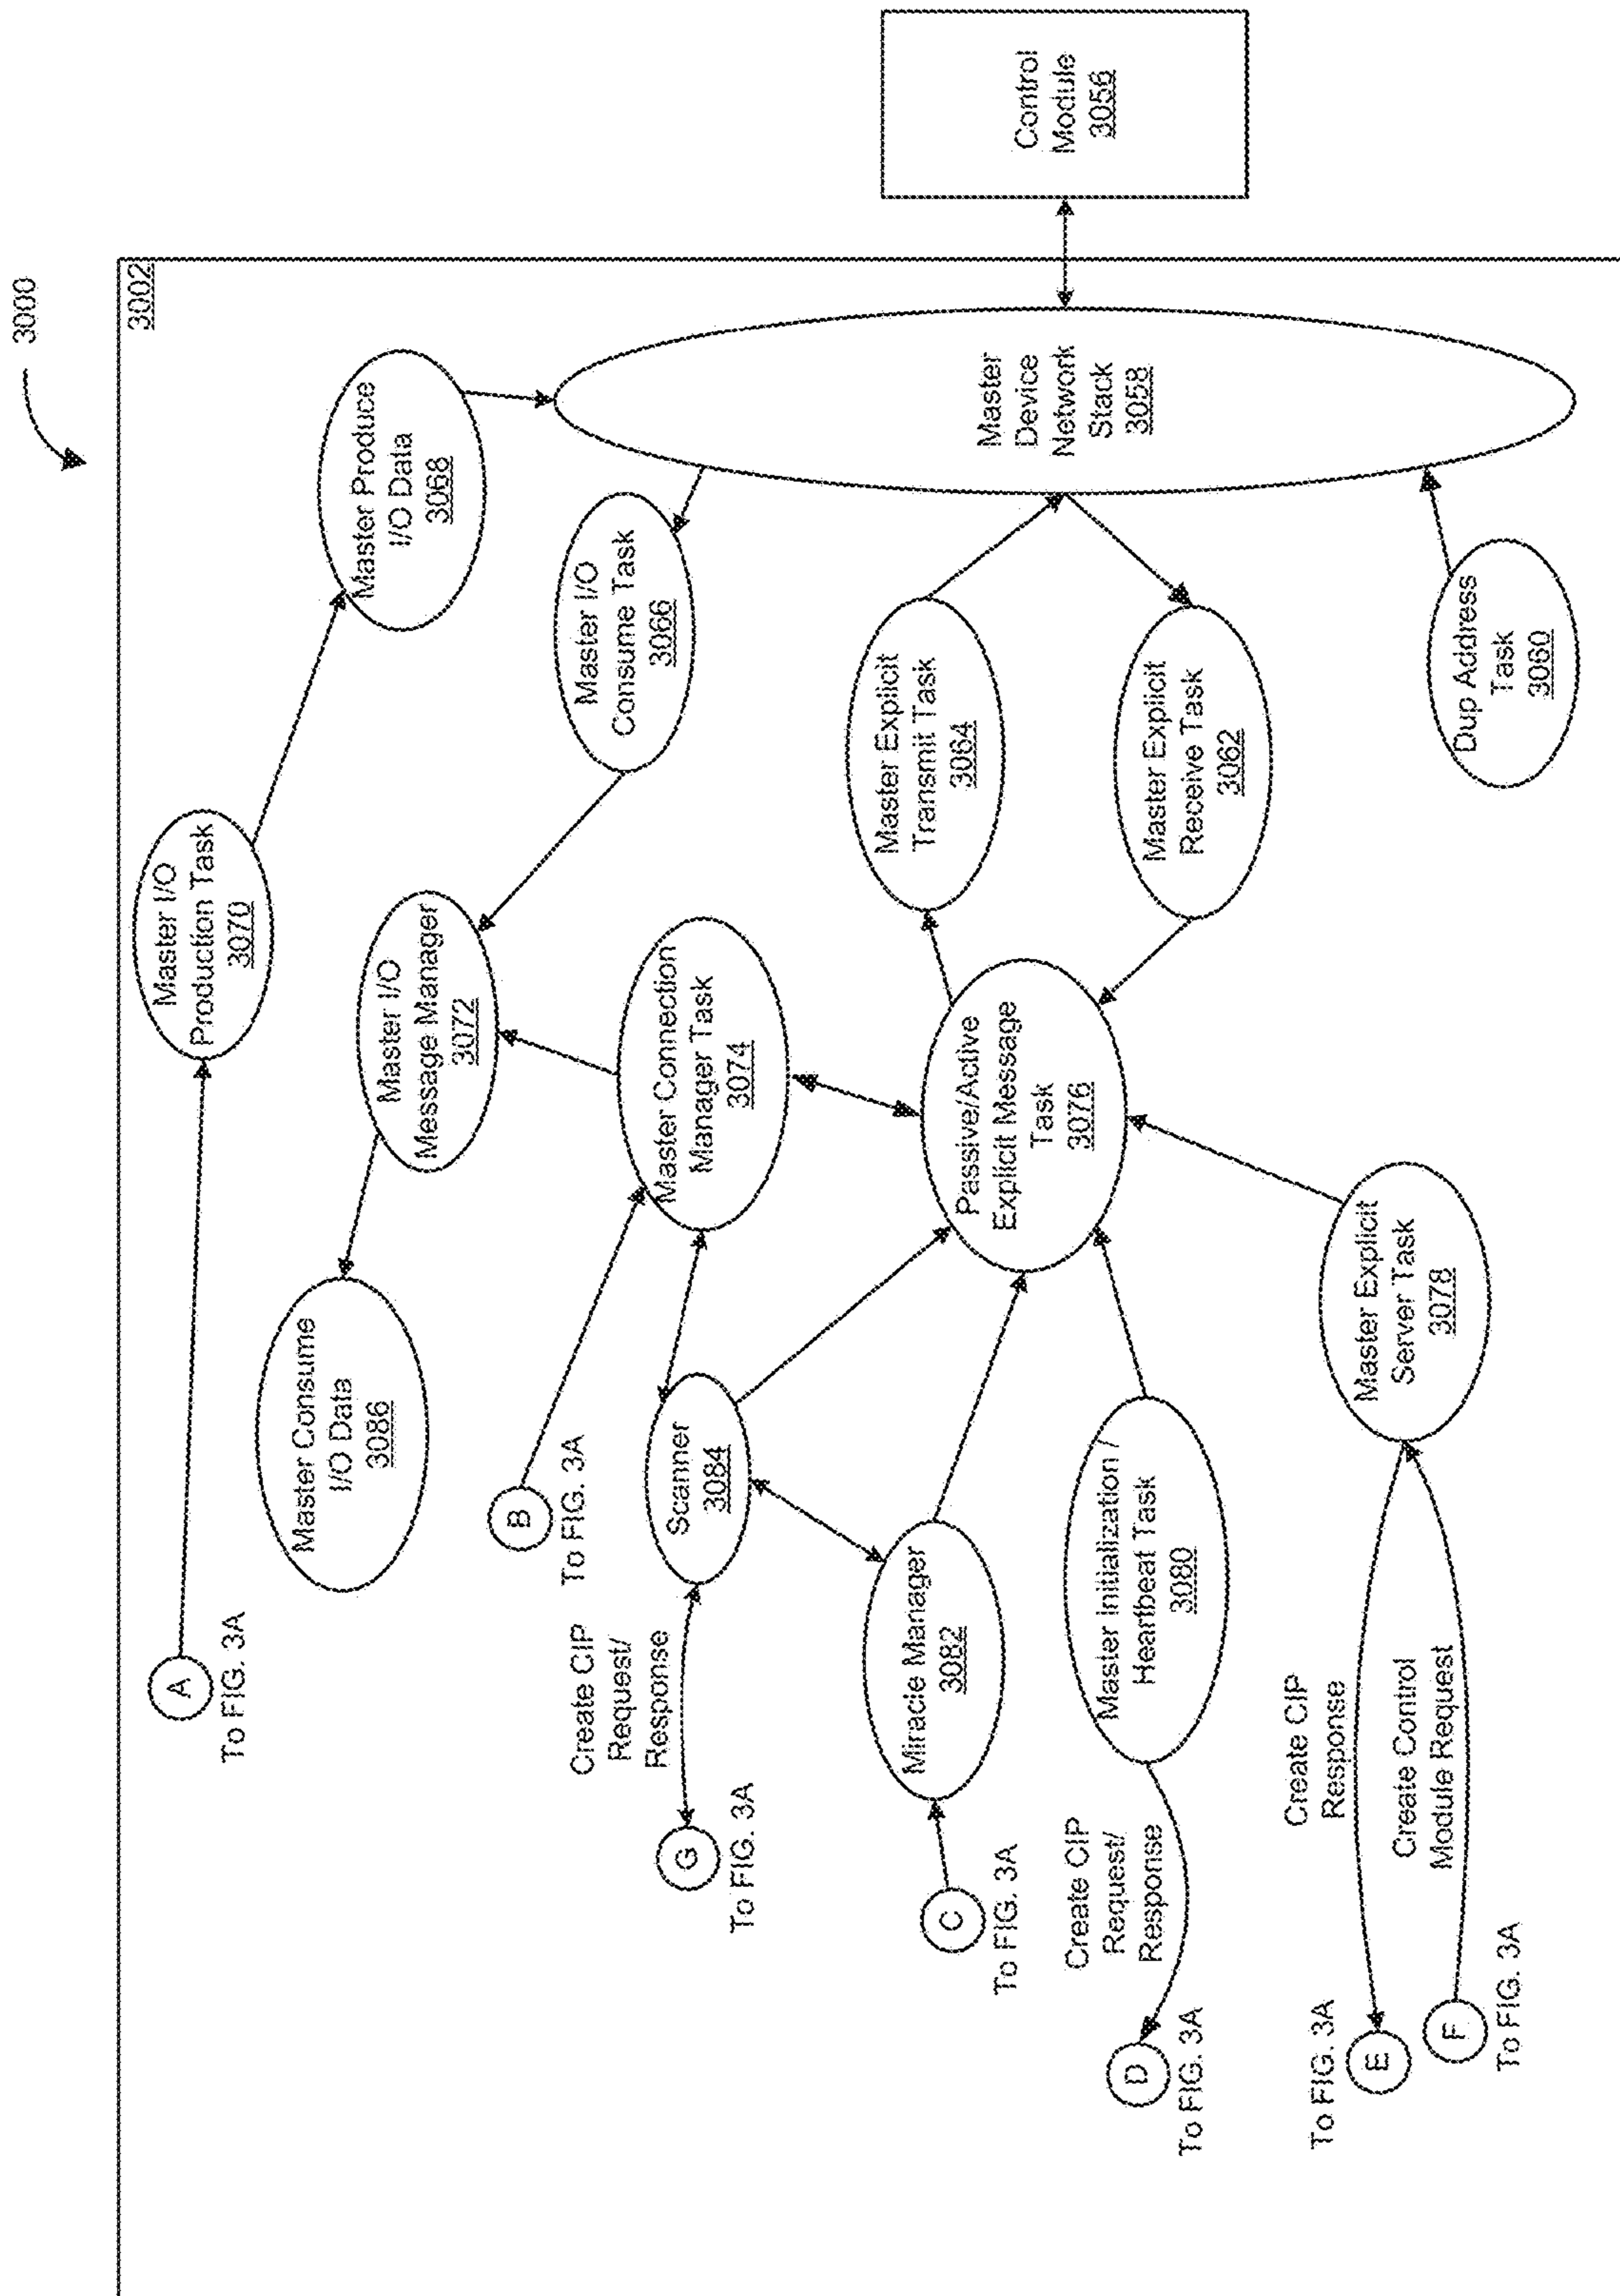 3000
3002
A
To FIG. 3A
Master I/O
Production Task
3070
Master Produce
I/O Data
3068
Master Consume
I/O Data
3086
Master I/O
Message Manager
3072
Master I/O
Consume Task
3066
B
To FIG. 3A
Create CIP
Request/
Response
G
To FIG. 3A
Scanner
3084
Master Connection
Manager Task
3074
Master Explicit
Transmit Task
3064
Master
Device
Network
Stack
3058
Control
Module
3056
C
To FIG. 3A
Miracle Manager
3082
Passive/Active
Explicit Message
Task
3076
Master Explicit
Receive Task
3062
Create CIP
Request/
Response
D
To FIG. 3A
Master Initialization /
Heartbeat Task
3080
To FIG. 3A
E
Create CIP
Response
Create Control
Module Request
F
To FIG. 3A
Master Explicit
Server Task
3078
Dup Address
Task
3060